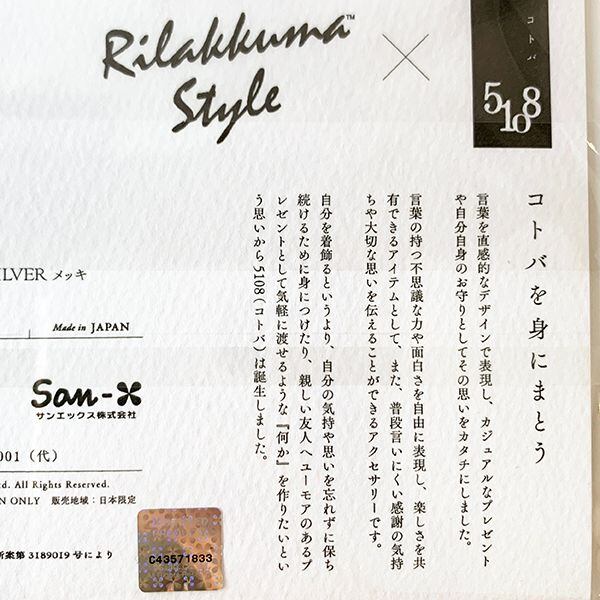 Rilakkuma™
Style
×
コトバ
5108
コトバを身にまとう
言葉を直感的なデザインで表現し、カジュアルなプレゼント
や自分自身のお守りとしてその思いをカタチにしました。
言葉の持つ不思議な力や面白さを自由に表現し、楽しさを共
有できるアイテムとして、また、普段言いにくい感謝の気持
ちや大切な思いを伝えることができるアクセサリーです。
自分を着飾るというより、自分の気持や思いを忘れずに保ち
続けるために身につけたり、親しい友人へユーモアのあるプ
レゼントとして気軽に渡せるような『何か』を作りたいとい
う思いから5108（コトバ）は誕生しました。
ILVER メッキ
Made in JAPAN
San-X
サンエックス株式会社
001（代）
d. All Rights Reserved.
N ONLY 販売地域：日本限定
新案第3189019号により
C43571833